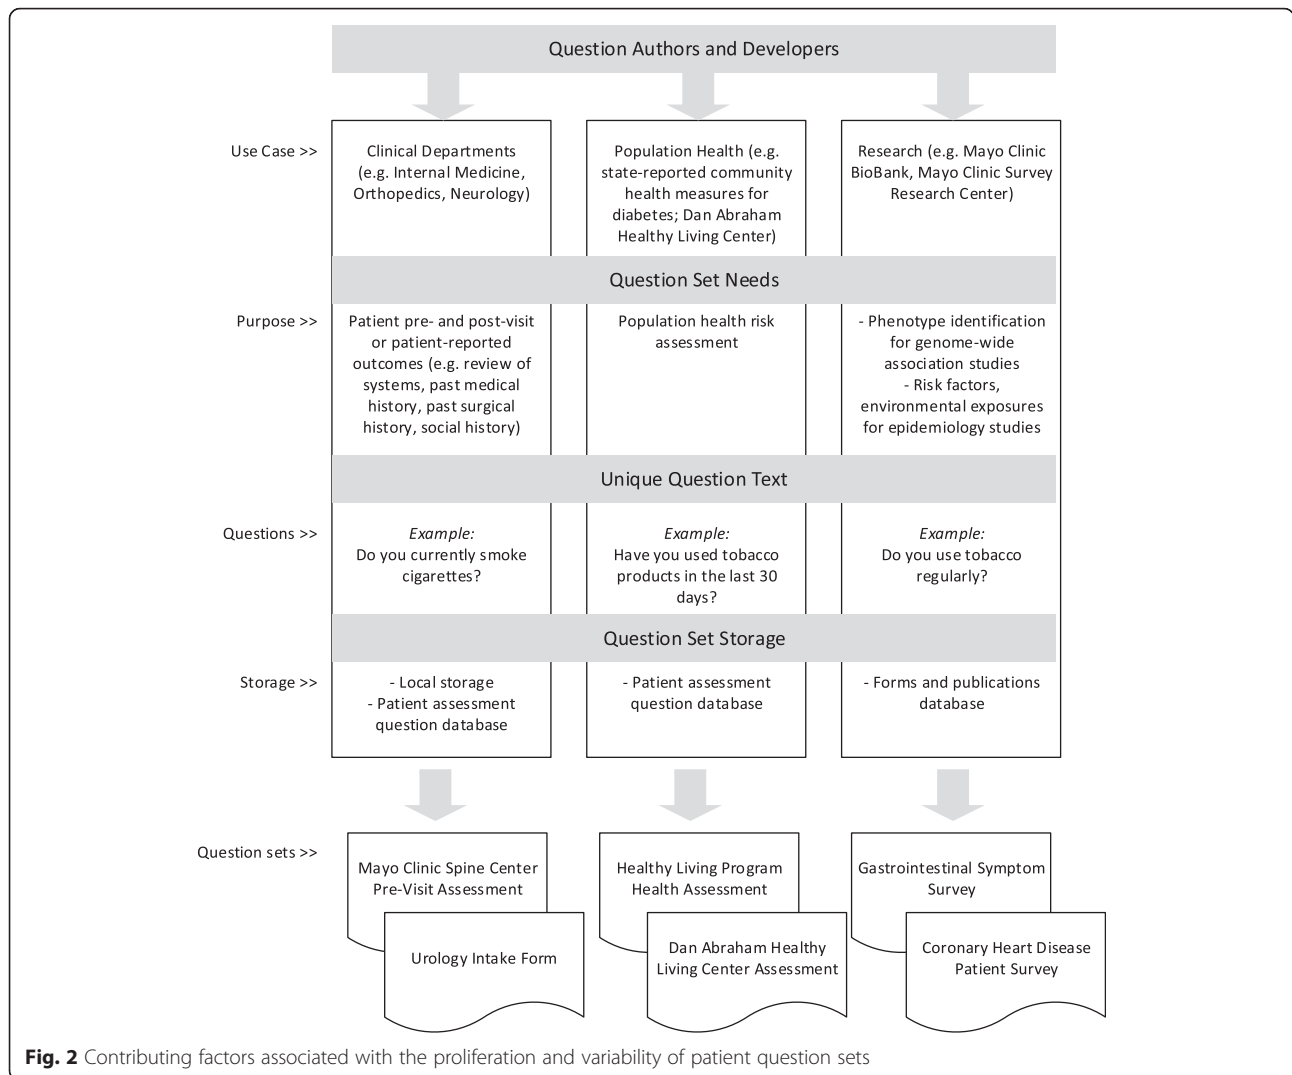 Question Authors and Developers
Use Case >>
Clinical Departments
(e.g. Internal Medicine,
Orthopedics, Neurology)
Population Health (e.g.
state-reported community
health measures for
diabetes; Dan Abraham
Healthy Living Center)
Research (e.g. Mayo Clinic
BioBank, Mayo Clinic Survey
Research Center)
Question Set Needs
Purpose >>
Patient pre- and post-visit
or patient-reported
outcomes (e.g. review of
systems, past medical
history, past surgical
history, social history)
Population health risk
assessment
- Phenotype identification
for genome-wide
association studies
- Risk factors,
environmental exposures
for epidemiology studies
Unique Question Text
Questions >>
Example:
Do you currently smoke
cigarettes?
Example:
Have you used tobacco
products in the last 30
days?
Example:
Do you use tobacco
regularly?
Question Set Storage
Storage >>
- Local storage
- Patient assessment
question database
- Patient assessment
question database
- Forms and publications
database
Question sets >>
Mayo Clinic Spine Center
Pre-Visit Assessment
Urology Intake Form
Healthy Living Program
Health Assessment
Dan Abraham Healthy
Living Center Assessment
Gastrointestinal Symptom
Survey
Coronary Heart Disease
Patient Survey
Fig. 2 Contributing factors associated with the proliferation and variability of patient question sets